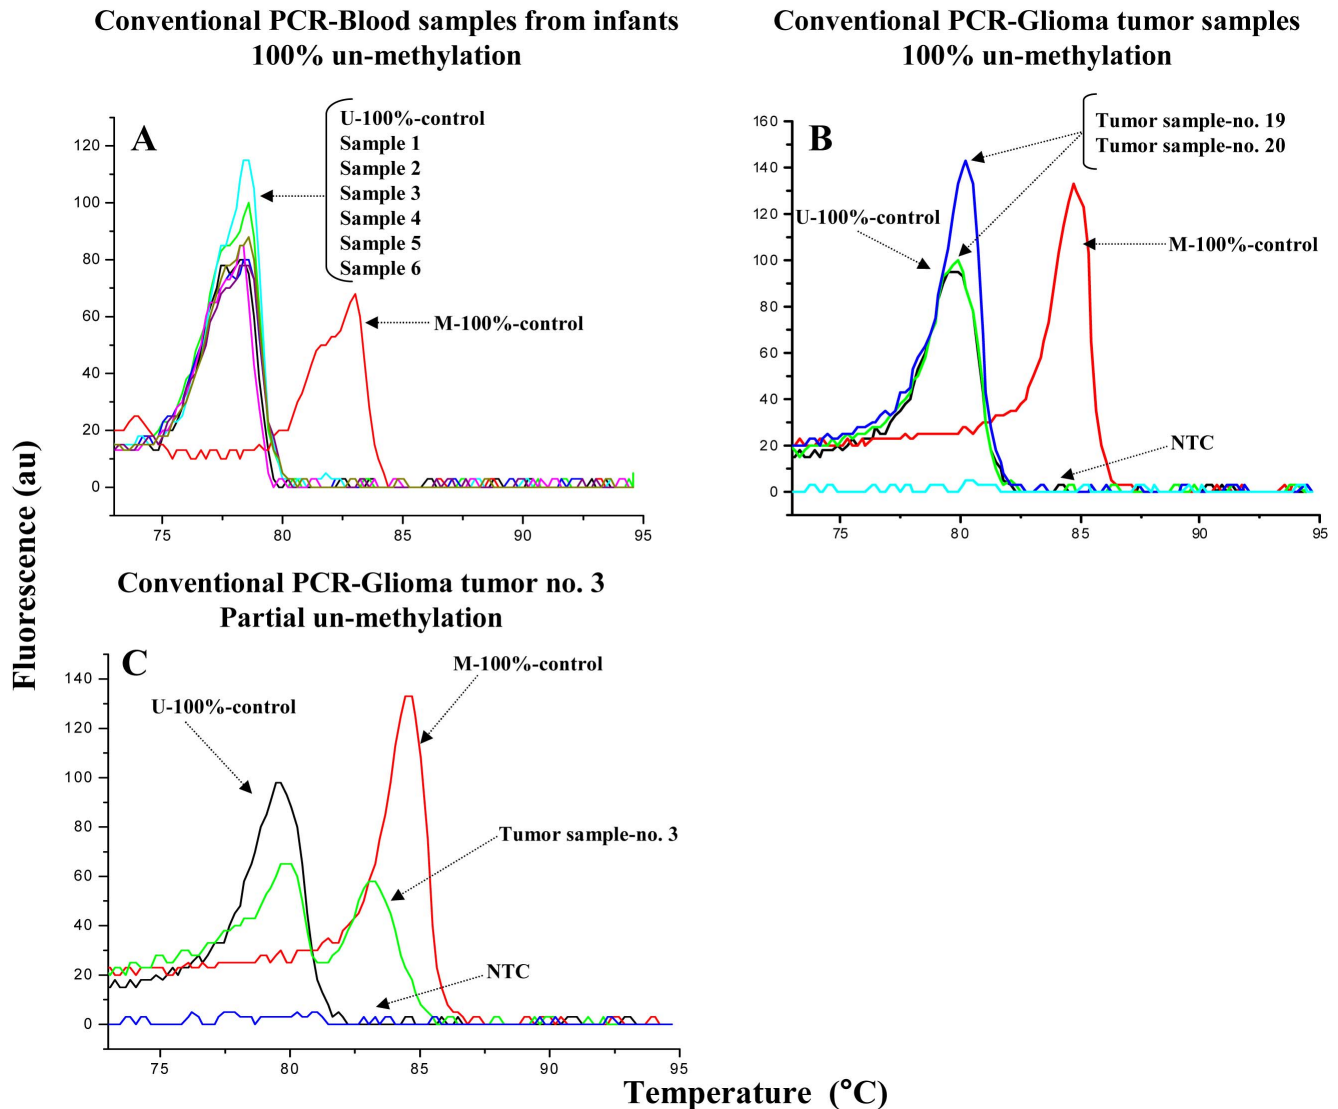 Conventional PCR-Blood samples from infants
100% un-methylation
A
U-100%-control
Sample 1
Sample 2
Sample 3
Sample 4
Sample 5
Sample 6
M-100%-control
120
100
80
60
40
20
0
75
80
85
90
95
Conventional PCR-Glioma tumor samples
100% un-methylation
B
Tumor sample-no. 19
Tumor sample-no. 20
U-100%-control
M-100%-control
NTC
160
140
120
100
80
60
40
20
0
75
80
85
90
95
Conventional PCR-Glioma tumor no. 3
Partial un-methylation
C
M-100%-control
U-100%-control
Tumor sample-no. 3
NTC
140
120
100
80
60
40
20
0
75
80
85
90
95
Fluorescence (au)
Temperature (°C)